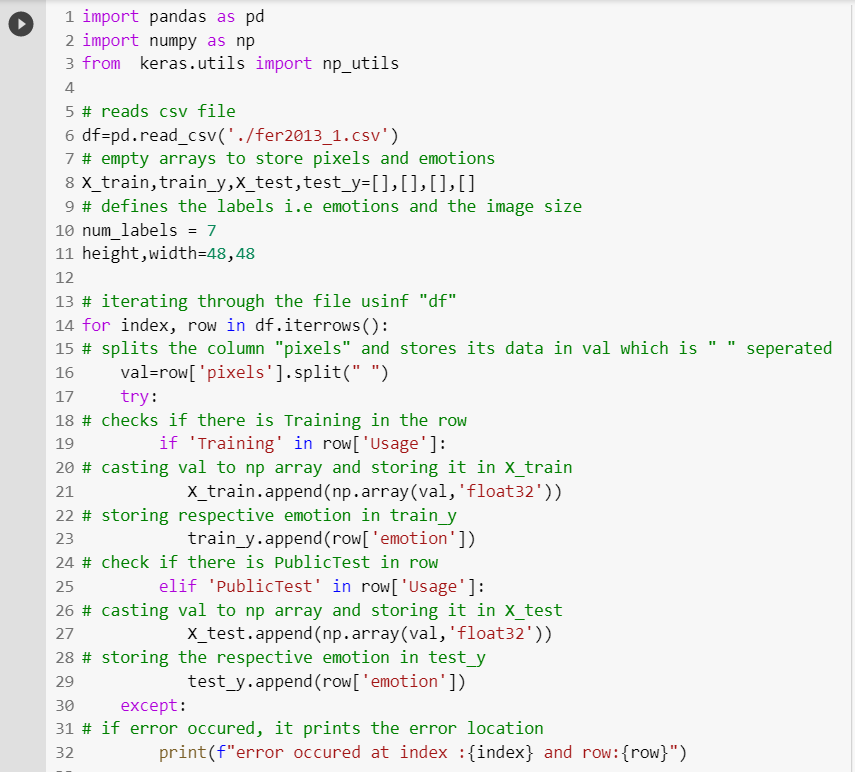 1 import pandas as pd
2 import numpy as np
3 from  keras.utils import np_utils
4
5 # reads csv file
6 df=pd.read_csv('./fer2013_1.csv')
7 # empty arrays to store pixels and emotions
8 X_train,train_y,X_test,test_y=[],[],[],[]
9 # defines the labels i.e emotions and the image size
10 num_labels = 7
11 height,width=48,48
12
13 # iterating through the file usinf "df"
14 for index, row in df.iterrows():
15 # splits the column "pixels" and stores its data in val which is " " seperated
16     val=row['pixels'].split(" ")
17     try:
18 # checks if there is Training in the row
19         if 'Training' in row['Usage']:
20 # casting val to np array and storing it in X_train
21            X_train.append(np.array(val,'float32'))
22 # storing respective emotion in train_y
23            train_y.append(row['emotion'])
24 # check if there is PublicTest in row
25         elif 'PublicTest' in row['Usage']:
26 # casting val to np array and storing it in X_test
27            X_test.append(np.array(val,'float32'))
28 # storing the respective emotion in test_y
29            test_y.append(row['emotion'])
30     except:
31 # if error occured, it prints the error location
32         print(f"error occured at index :{index} and row:{row}")